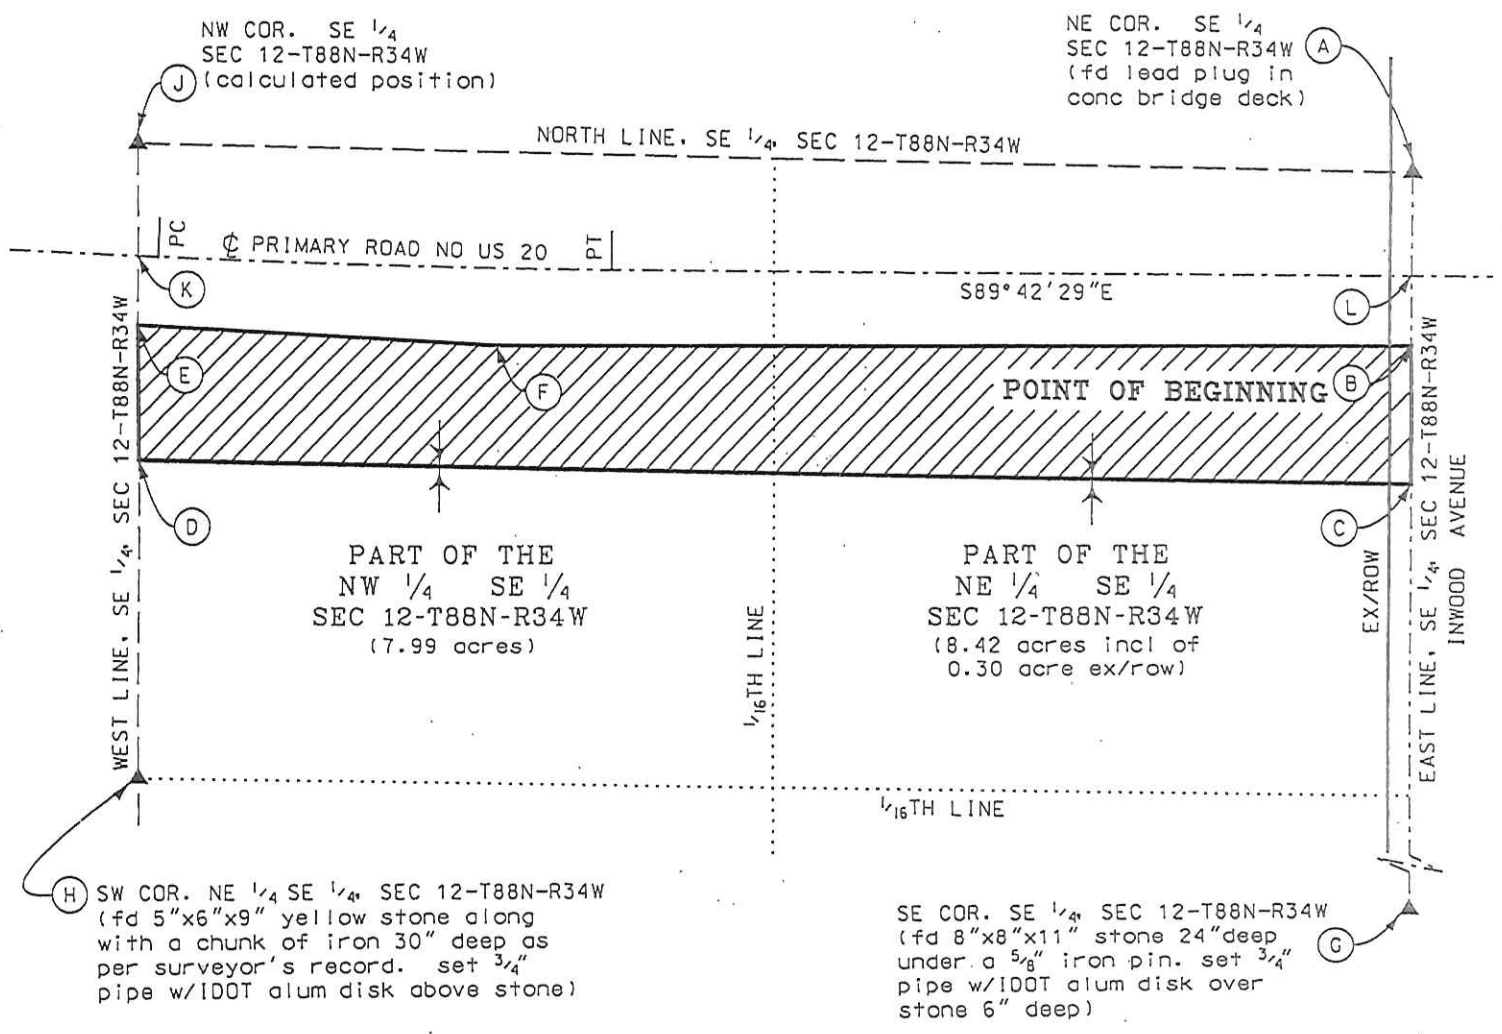 NW COR. SE 1/4
SEC 12-T88N-R34W
(calculated position)
J
NE COR. SE 1/4
SEC 12-T88N-R34W
(fd lead plug in
conc bridge deck)
A
NORTH LINE, SE 1/4, SEC 12-T88N-R34W
PC
℄ PRIMARY ROAD NO US 20
PT
K
S89°42'29"E
L
E
F
POINT OF BEGINNING
B
D
C
WEST LINE, SE 1/4, SEC 12-T88N-R34W
PART OF THE
NW 1/4 SE 1/4
SEC 12-T88N-R34W
(7.99 acres)
1/16TH LINE
PART OF THE
NE 1/4 SE 1/4
SEC 12-T88N-R34W
(8.42 acres incl of
0.30 acre ex/row)
EX/ROW
EAST LINE, SE 1/4, SEC 12-T88N-R34W
INWOOD AVENUE
1/16TH LINE
H
SW COR. NE 1/4 SE 1/4, SEC 12-T88N-R34W
(fd 5"x6"x9" yellow stone along
with a chunk of iron 30" deep as
per surveyor's record. set 3/4"
pipe w/IDOT alum disk above stone)
SE COR. SE 1/4, SEC 12-T88N-R34W
(fd 8"x8"x11" stone 24"deep
under a 5/8" iron pin. set 3/4"
pipe w/IDOT alum disk over
stone 6" deep)
G